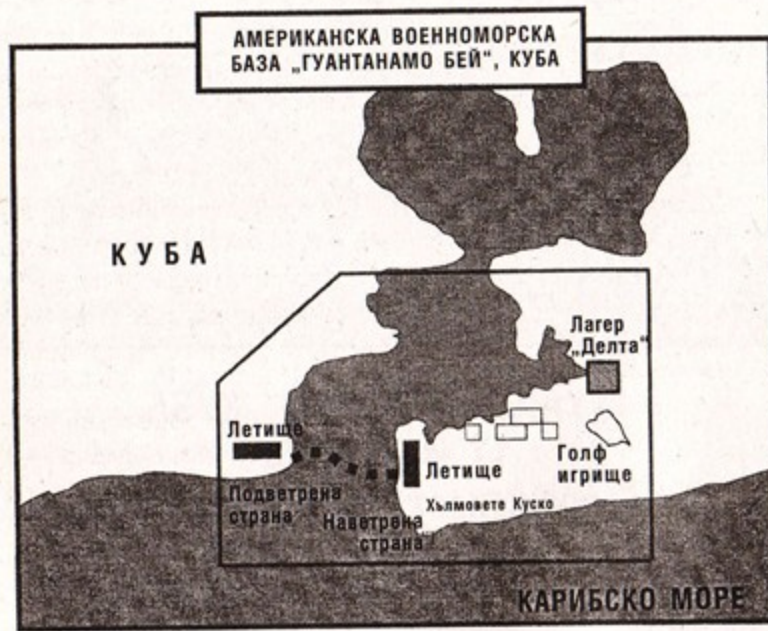 АМЕРИКАНСКА ВОЕННОМОРСКА
БАЗА „ГУАНТАНАМО БЕЙ“, КУБА
КУБА
Лагер
„Делта“
Летище
Летище
Голф
игрище
Подветрена
страна
Наветрена
страна
Хълмовете Куско
КАРИБСКО МОРЕ